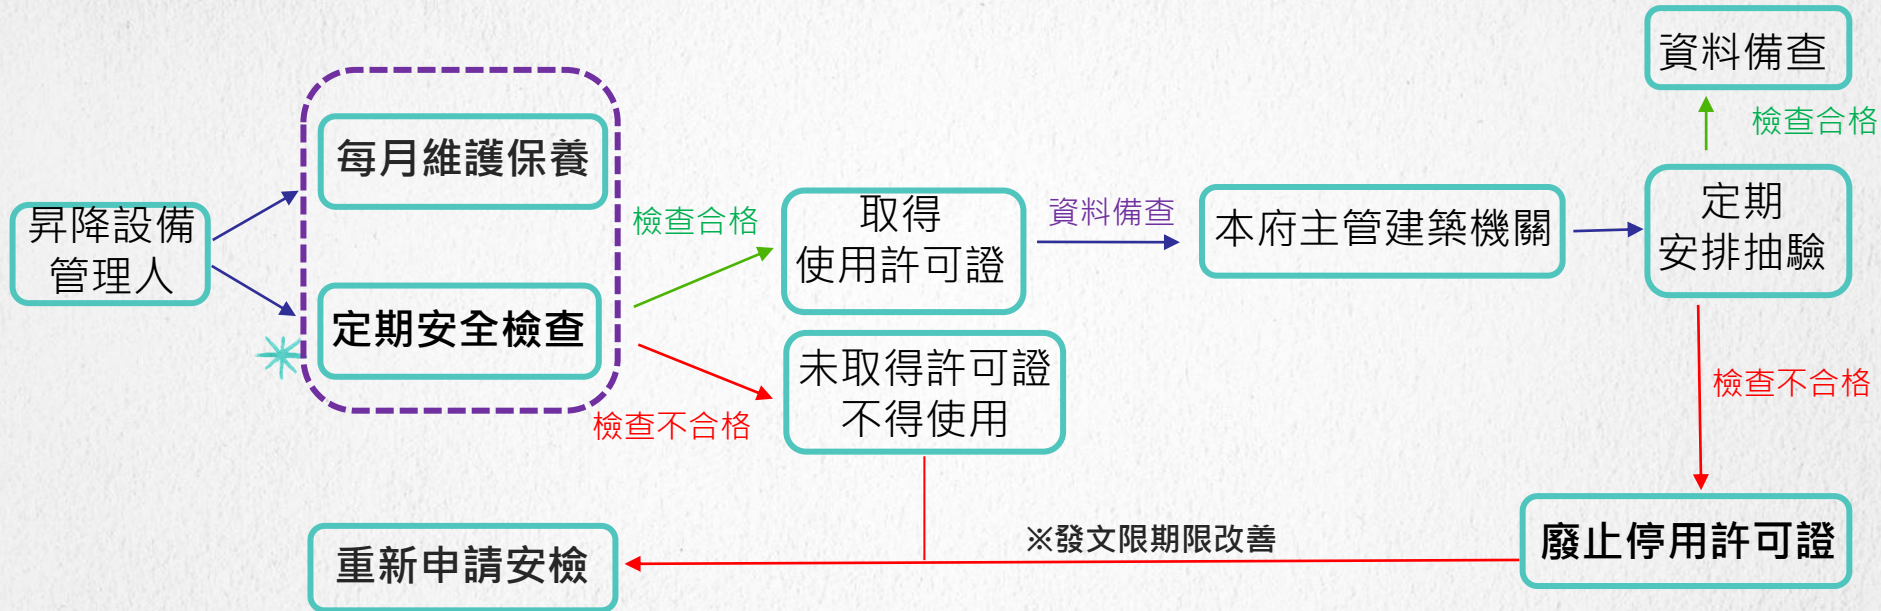 昇降設備
管理人
每月維護保養
定期安全檢查
檢查合格
檢查不合格
取得
使用許可證
未取得許可證
不得使用
資料備查
本府主管建築機關
定期
安排抽驗
檢查合格
資料備查
檢查不合格
廢止停用許可證
※發文限期限改善
重新申請安檢